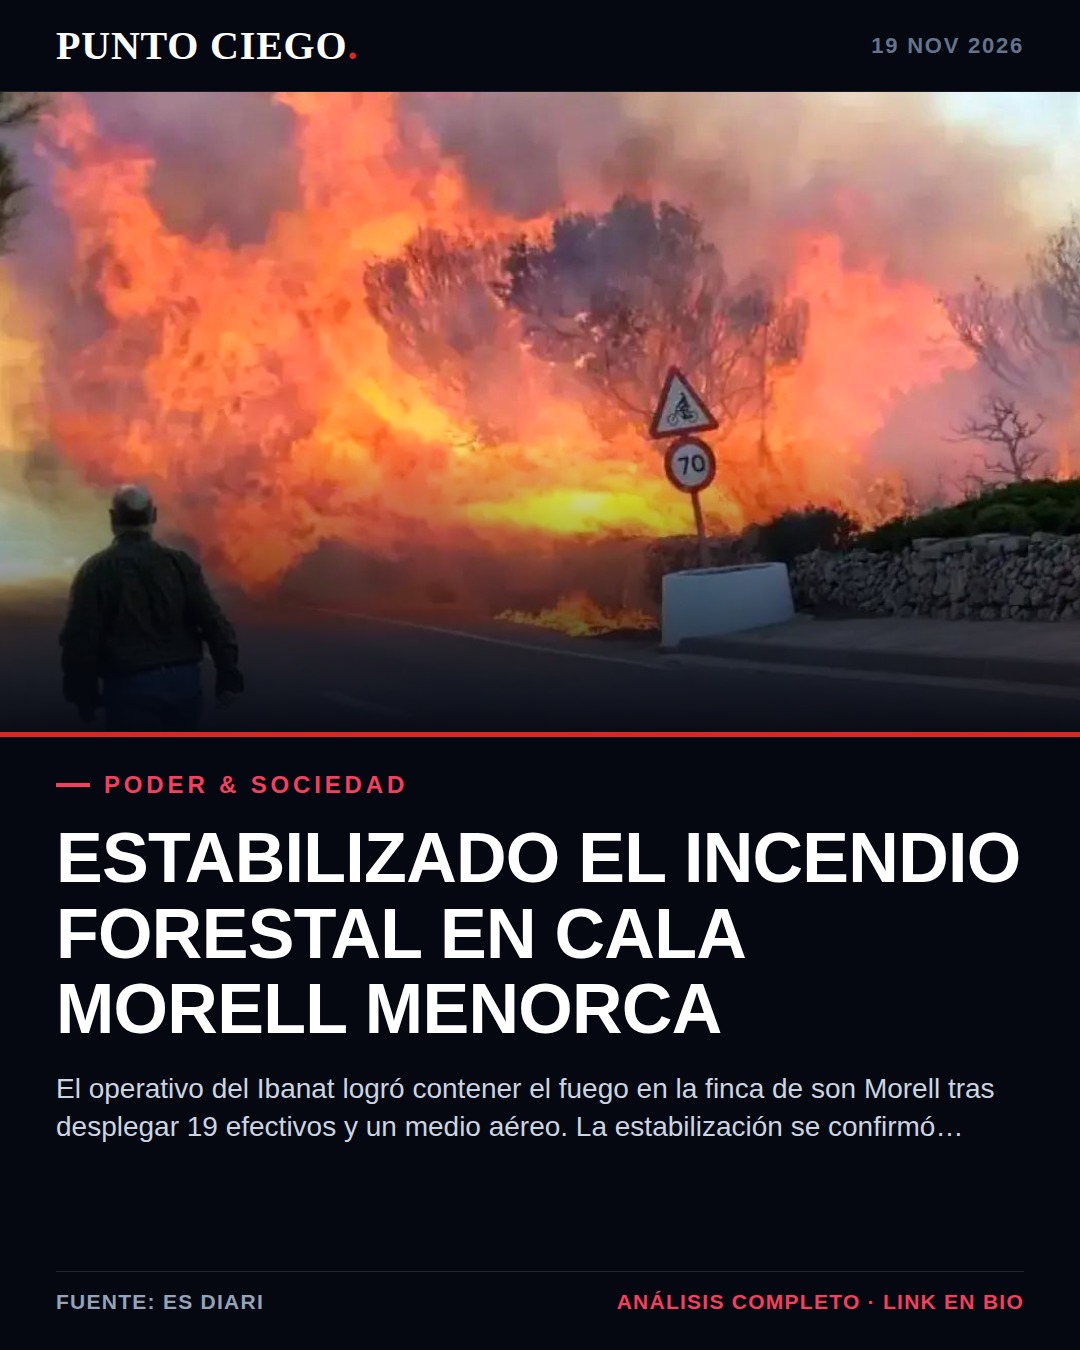 PUNTO CIEGO.
19 NOV 2026
70
PODER & SOCIEDAD
ESTABILIZADO EL INCENDIO
FORESTAL EN CALA
MORELL MENORCA
El operativo del Ibanat logró contener el fuego en la finca de son Morell tras
desplegar 19 efectivos y un medio aéreo. La estabilización se confirmó…
FUENTE: ES DIARI
ANÁLISIS COMPLETO · LINK EN BIO